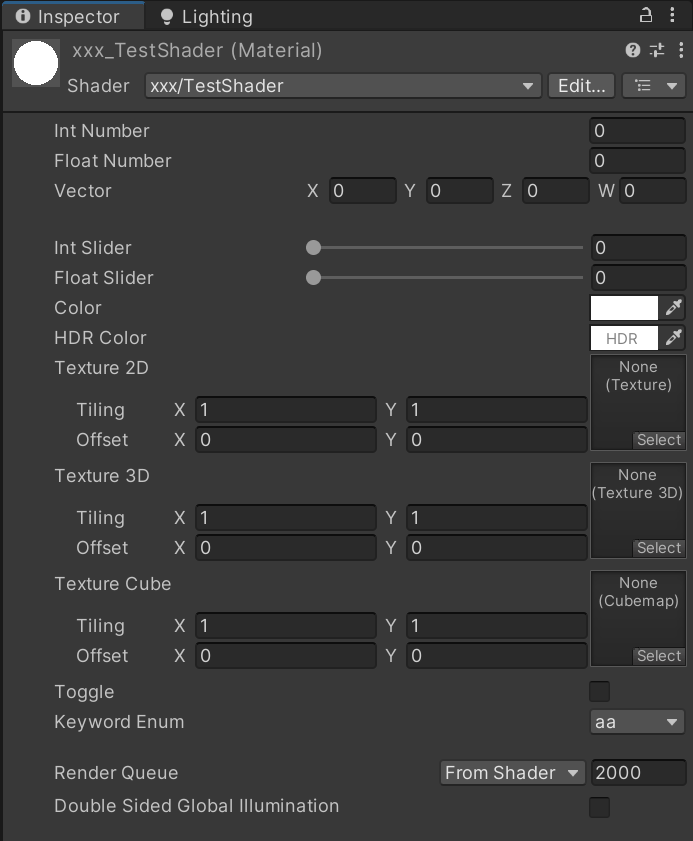 Inspector Lighting
xxx_TestShader (Material)
Shader xxx/TestShader Edit...
Int Number 0
Float Number 0
Vector X 0 Y 0 Z 0 W 0
Int Slider 0
Float Slider 0
Color
HDR Color HDR
Texture 2D None
(Texture)
Tiling X 1 Y 1
Offset X 0 Y 0 Select
Texture 3D None
(Texture 3D)
Tiling X 1 Y 1
Offset X 0 Y 0 Select
Texture Cube None
(Cubemap)
Tiling X 1 Y 1
Offset X 0 Y 0 Select
Toggle
Keyword Enum aa
Render Queue From Shader 2000
Double Sided Global Illumination